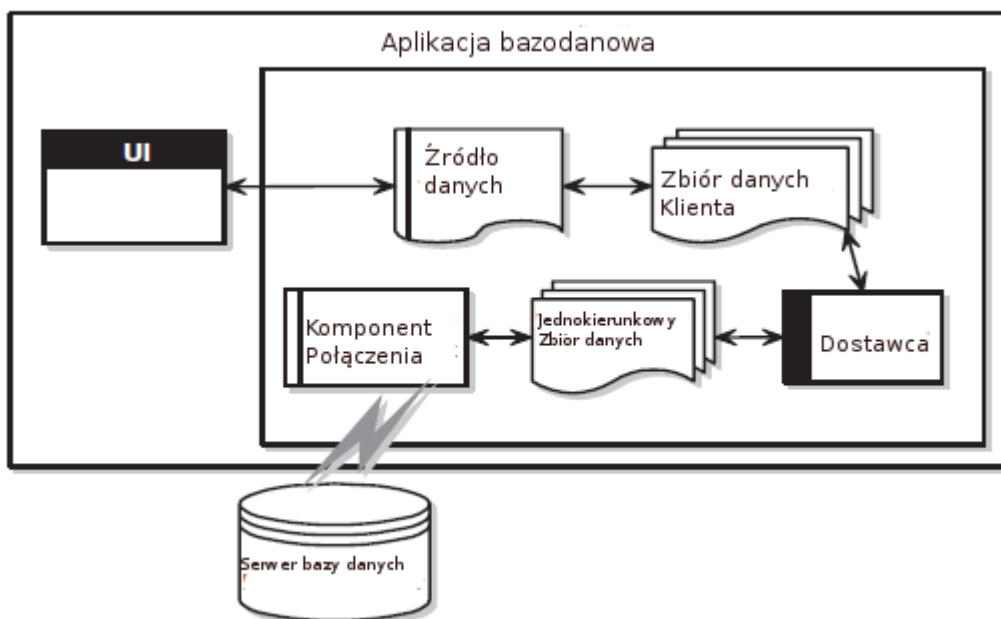 Aplikacja bazodanowa
UI
Źródło
danych
Zbiór danych
Klienta
Komponent
Połączenia
Jednokierunkowy
Zbiór danych
Dostawca
Serwer bazy danych